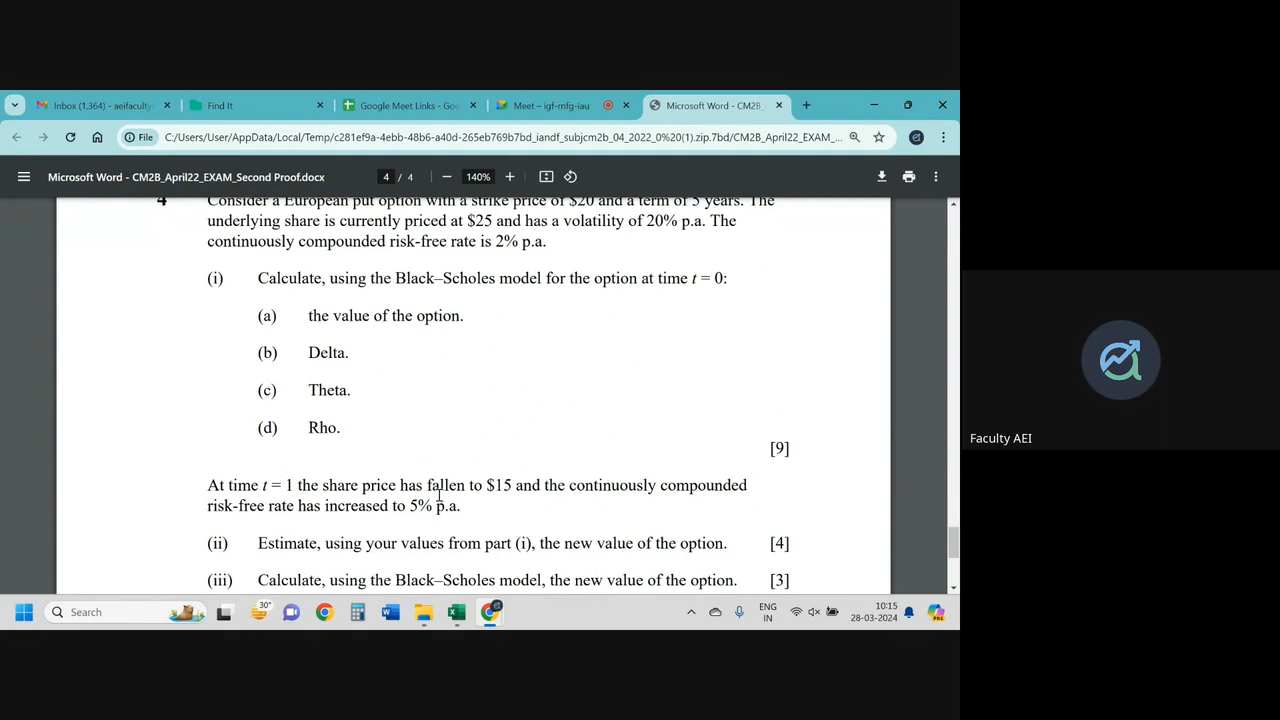 Inbox (1,364) - aeifaculty
Find It
Google Meet Links - Goo
Meet – igf-mfg-iau
Microsoft Word - CM2B_
File
C:/Users/User/AppData/Local/Temp/c281ef9a-4ebb-48b6-a40d-265eb769b7bd_iandf_subjcm2b_04_2022_0%20(1).zip.7bd/CM2B_April22_EXAM_...
Microsoft Word - CM2B_April22_EXAM_Second Proof.docx
4 / 4
140%
4 Consider a European put option with a strike price of $20 and a term of 5 years. The
underlying share is currently priced at $25 and has a volatility of 20% p.a. The
continuously compounded risk-free rate is 2% p.a.
(i) Calculate, using the Black–Scholes model for the option at time t = 0:
(a) the value of the option.
(b) Delta.
(c) Theta.
(d) Rho.
[9]
At time t = 1 the share price has fallen to $15 and the continuously compounded
risk-free rate has increased to 5% p.a.
(ii) Estimate, using your values from part (i), the new value of the option. [4]
(iii) Calculate, using the Black–Scholes model, the new value of the option. [3]
Faculty AEI
Search
30°
ENG
IN
10:15
28-03-2024